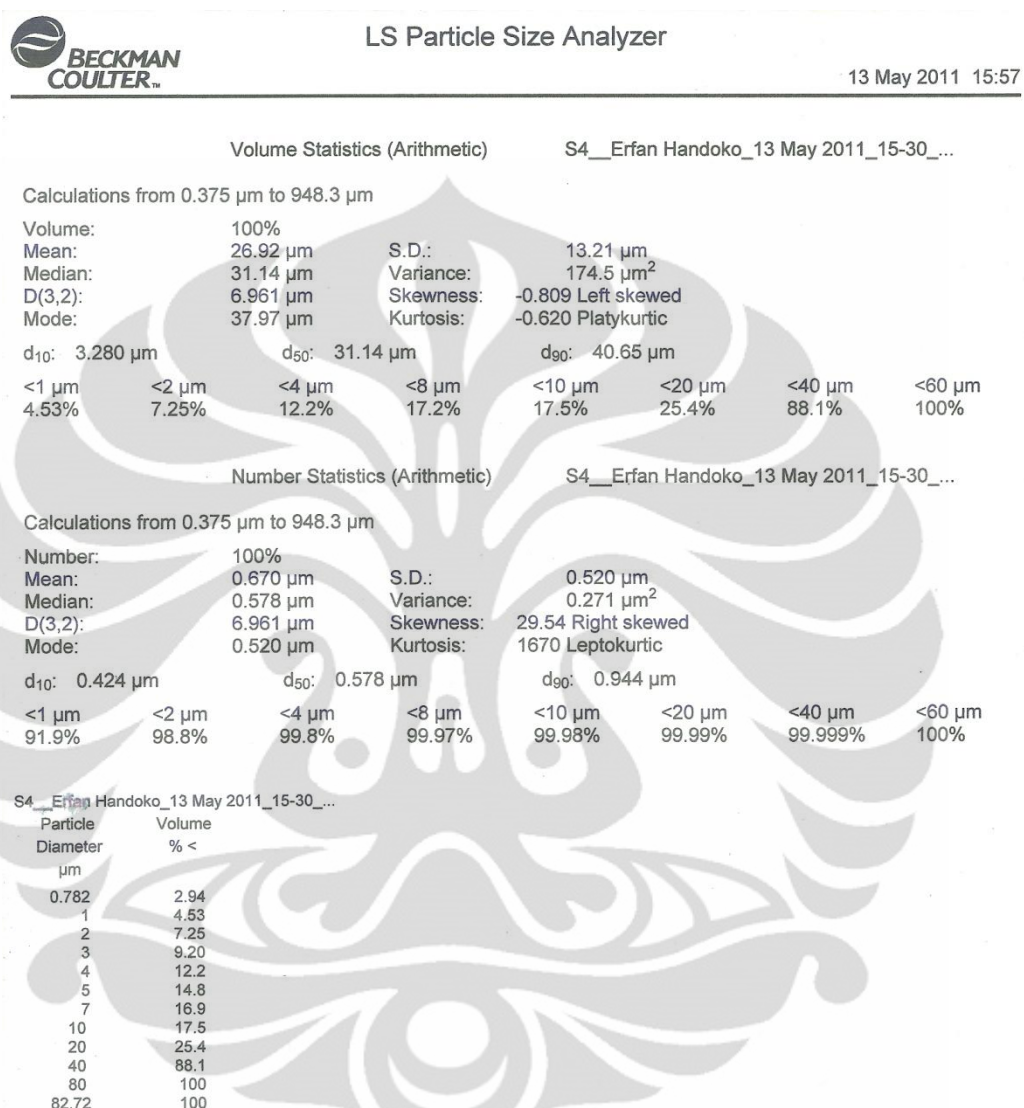 BECKMAN
COULTER™
LS Particle Size Analyzer
13 May 2011 15:57
Volume Statistics (Arithmetic) S4__Erfan Handoko_13 May 2011_15-30_...
Calculations from 0.375 µm to 948.3 µm
Volume: 100%
Mean: 26.92 µm S.D.: 13.21 µm
Median: 31.14 µm Variance: 174.5 µm²
D(3,2): 6.961 µm Skewness: -0.809 Left skewed
Mode: 37.97 µm Kurtosis: -0.620 Platykurtic
d₁₀: 3.280 µm d₅₀: 31.14 µm d₉₀: 40.65 µm
<1 µm <2 µm <4 µm <8 µm <10 µm <20 µm <40 µm <60 µm
4.53% 7.25% 12.2% 17.2% 17.5% 25.4% 88.1% 100%
Number Statistics (Arithmetic) S4__Erfan Handoko_13 May 2011_15-30_...
Calculations from 0.375 µm to 948.3 µm
Number: 100%
Mean: 0.670 µm S.D.: 0.520 µm
Median: 0.578 µm Variance: 0.271 µm²
D(3,2): 6.961 µm Skewness: 29.54 Right skewed
Mode: 0.520 µm Kurtosis: 1670 Leptokurtic
d₁₀: 0.424 µm d₅₀: 0.578 µm d₉₀: 0.944 µm
<1 µm <2 µm <4 µm <8 µm <10 µm <20 µm <40 µm <60 µm
91.9% 98.8% 99.8% 99.97% 99.98% 99.99% 99.999% 100%
S4__Erfan Handoko_13 May 2011_15-30_...
Particle Volume
Diameter % <
µm
0.782 2.94
1 4.53
2 7.25
3 9.20
4 12.2
5 14.8
7 16.9
10 17.5
20 25.4
40 88.1
80 100
82.72 100